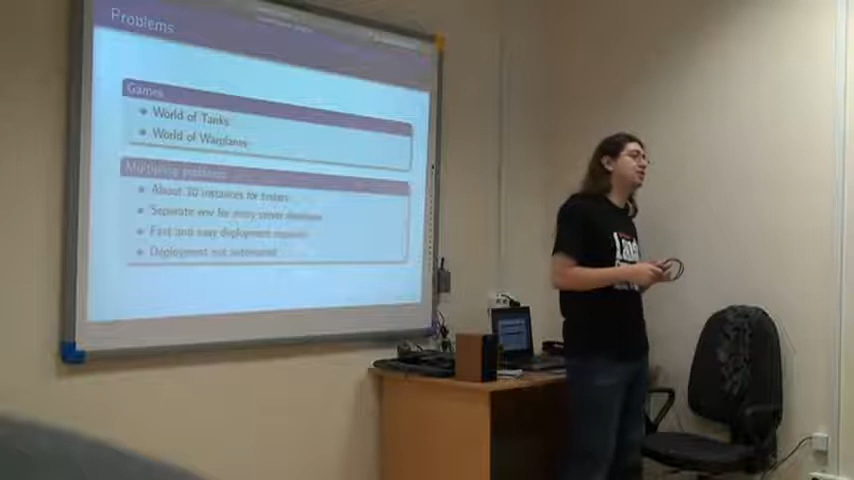 Problems
Games
World of Tanks
World of Warplanes
Multiplying problems
About 10 instances for testers
Separate env for every server developer
Fast and easy deployment
Deployment not automated